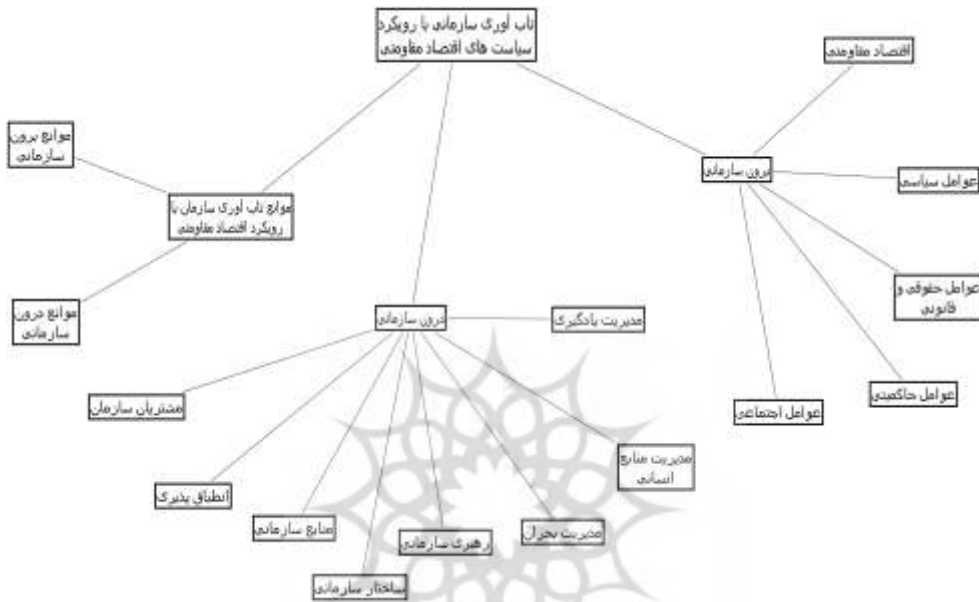 تاب آوری سازمانی با رویکرد
سیاست های اقتصاد مقاومتی
اقتصاد مقاومتی
موانع برون
سازمانی
برون سازمانی
عوامل سیاسی
موانع تاب آوری سازمان با
رویکرد اقتصاد مقاومتی
عوامل حقوقی و
قانونی
موانع درون
سازمانی
درون سازمانی
مدیریت یادگیری
مشتریان سازمان
عوامل اجتماعی
عوامل حاکمیتی
مدیریت منابع
انسانی
انطباق پذیری
منابع سازمانی
رهبری سازمانی
مدیریت بحران
ساختار سازمانی